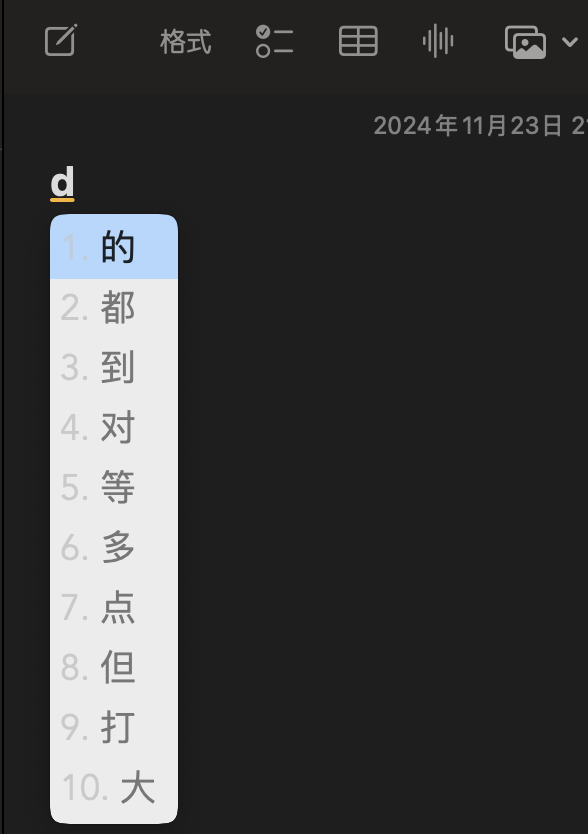 格式
2024年11月23日 2
d
1. 的
2. 都
3. 到
4. 对
5. 等
6. 多
7. 点
8. 但
9. 打
10. 大